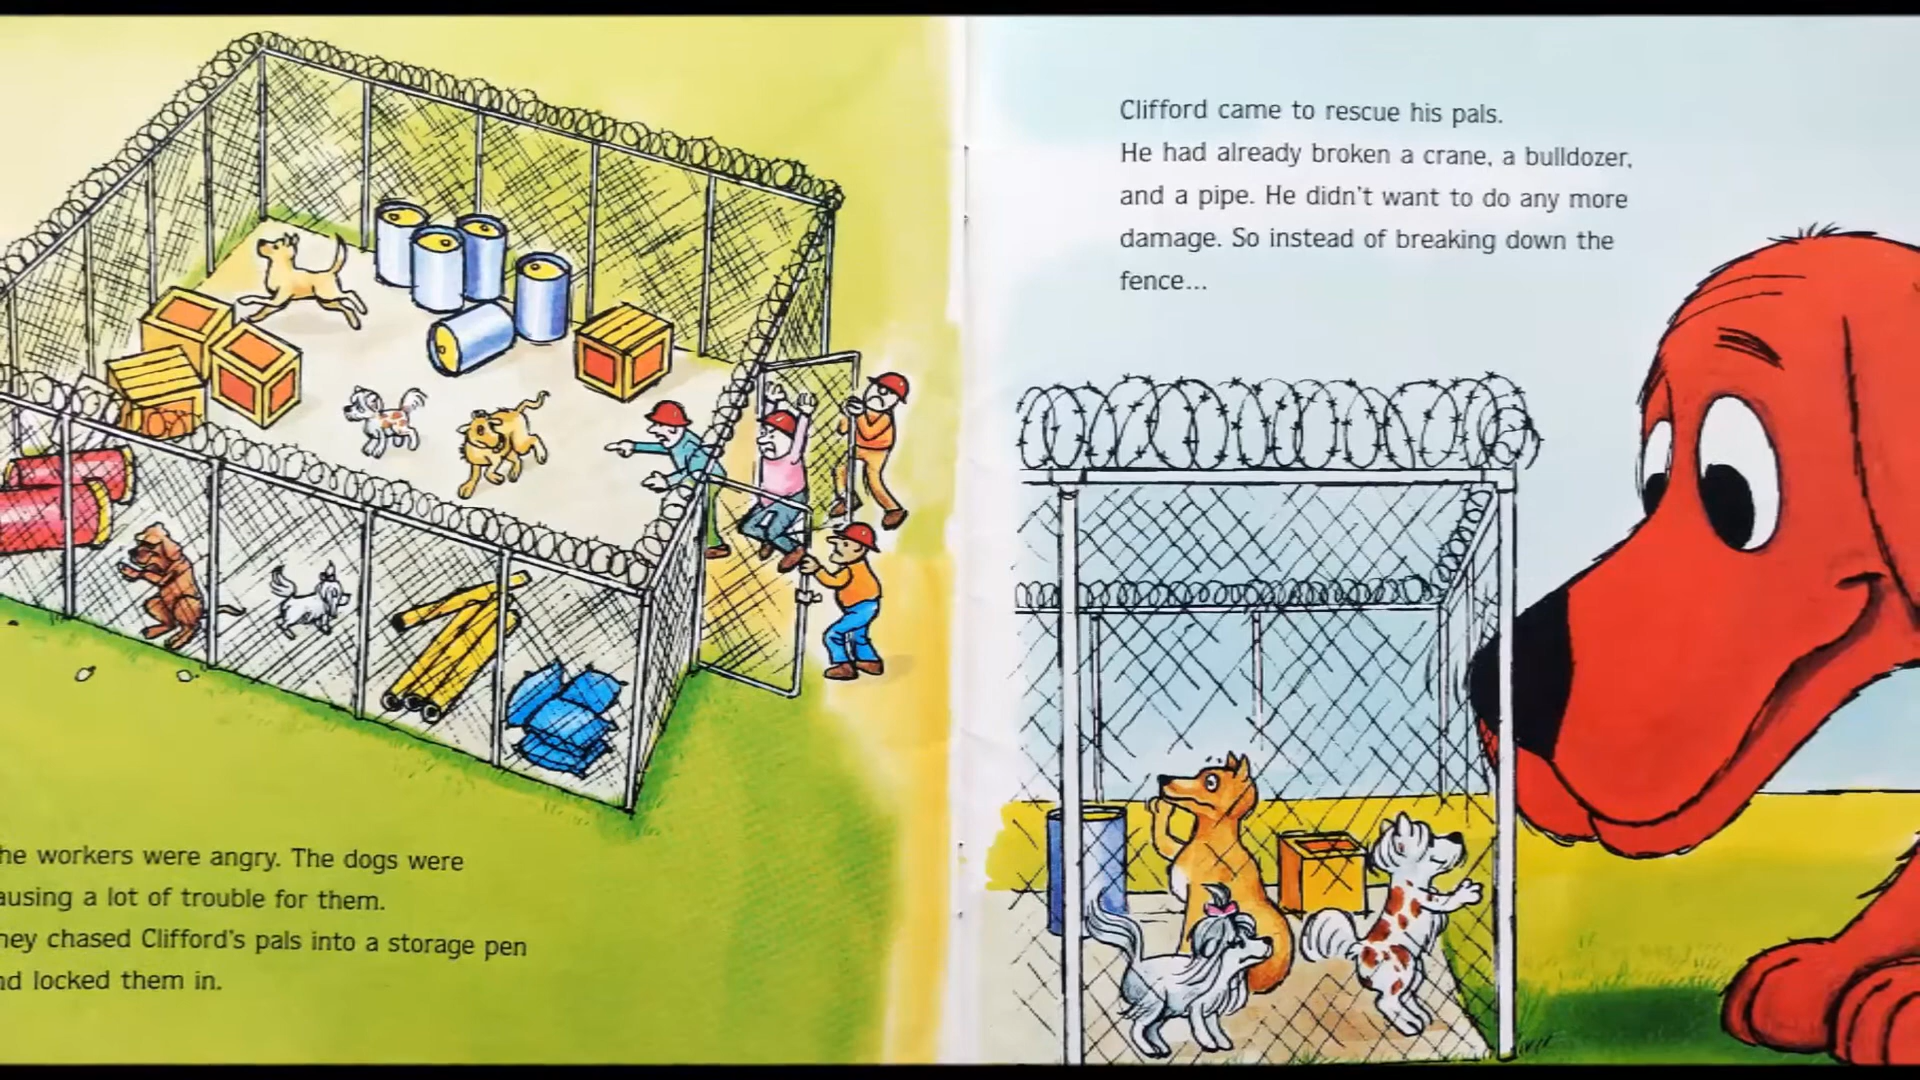 he workers were angry. The dogs were
ausing a lot of trouble for them.
hey chased Clifford's pals into a storage pen
nd locked them in.
Clifford came to rescue his pals.
He had already broken a crane, a bulldozer,
and a pipe. He didn't want to do any more
damage. So instead of breaking down the
fence...